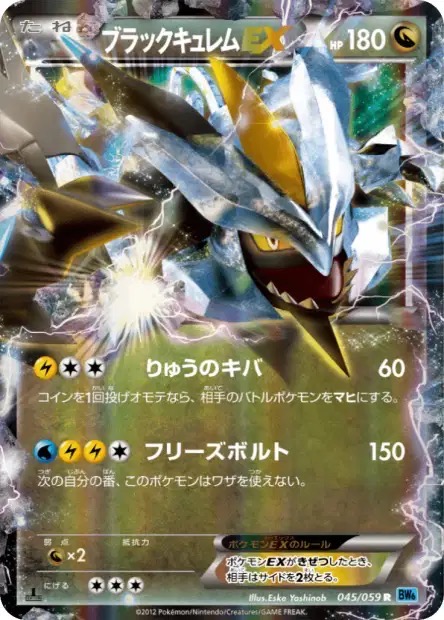 たね
ブラックキュレムEX HP180
りゅうのキバ 60
コインを1回投げオモテなら、相手のバトルポケモンをマヒにする。
フリーズボルト 150
次の自分の番、このポケモンはワザを使えない。
弱点 抵抗力
×2
にげる
ポケモンEXのルール
ポケモンEXがきぜつしたとき、
相手はサイドを2枚とる。
Illus.Eske Yoshinob 045/059 R BW6
©2012 Pokémon/Nintendo/Creatures/GAME FREAK.